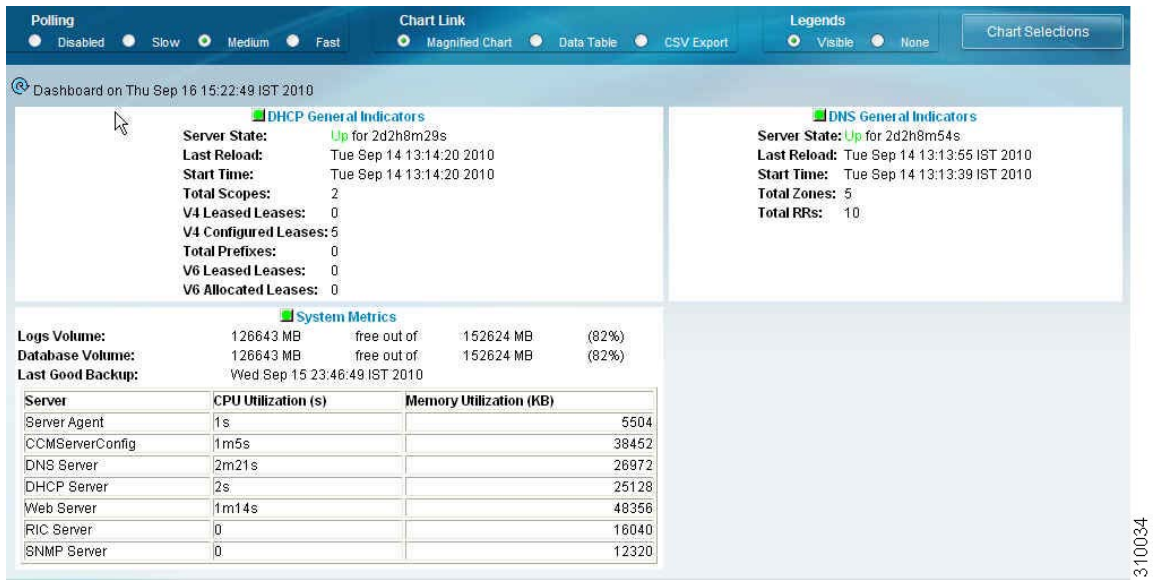 Polling Chart Link Legends
Disabled Slow Medium Fast Magnified Chart Data Table CSV Export Visible None Chart Selections
Dashboard on Thu Sep 16 15:22:49 IST 2010
DHCP General Indicators
Server State: Up for 2d2h8m29s
Last Reload: Tue Sep 14 13:14:20 2010
Start Time: Tue Sep 14 13:14:20 2010
Total Scopes: 2
V4 Leased Leases: 0
V4 Configured Leases: 5
Total Prefixes: 0
V6 Leased Leases: 0
V6 Allocated Leases: 0
DNS General Indicators
Server State: Up for 2d2h8m54s
Last Reload: Tue Sep 14 13:13:55 IST 2010
Start Time: Tue Sep 14 13:13:39 IST 2010
Total Zones: 5
Total RRs: 10
System Metrics
Logs Volume: 126643 MB free out of 152624 MB (82%)
Database Volume: 126643 MB free out of 152624 MB (82%)
Last Good Backup: Wed Sep 15 23:46:49 IST 2010
Server CPU Utilization (s) Memory Utilization (KB)
Server Agent 1s 5504
CCMServerConfig 1m5s 38452
DNS Server 2m21s 26972
DHCP Server 2s 25128
Web Server 1m14s 48356
RIC Server 0 16040
SNMP Server 0 12320
310034